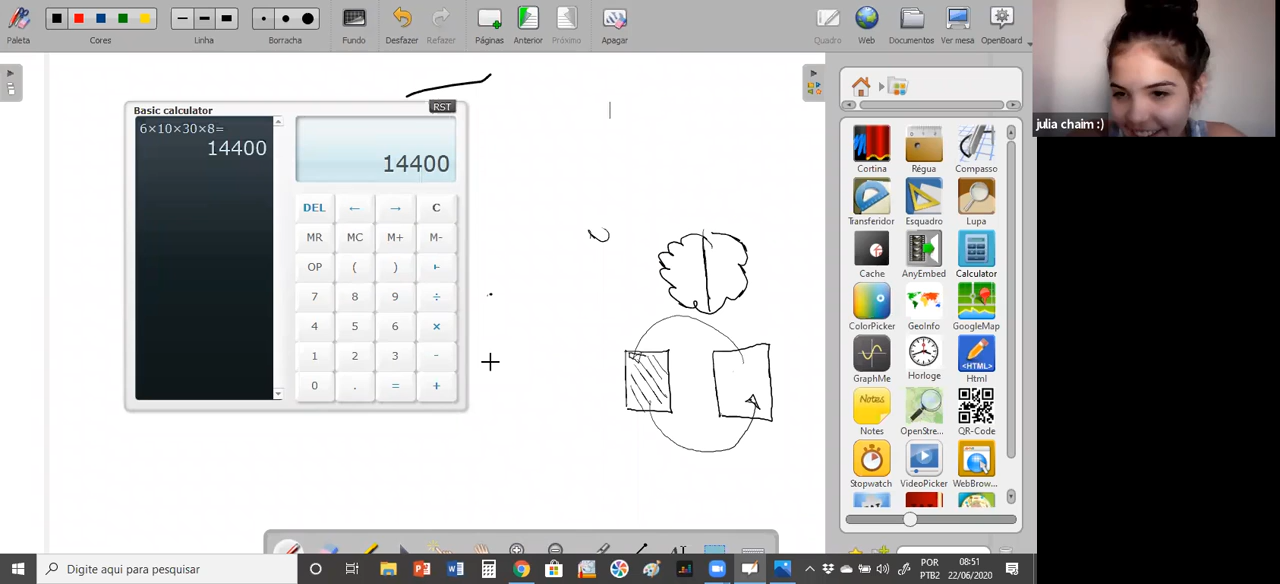 Paleta
Cores
Linha
Borracha
Fundo
Desfazer
Refazer
Páginas
Anterior
Próximo
Apagar
Quadro
Web
Documentos
Ver mesa
OpenBoard
Basic calculator
RST
6×10×30×8=
14400
14400
DEL ← → C
MR MC M+ M-
OP ( ) ⊦
7 8 9 ÷
4 5 6 ×
1 2 3 -
0 . = +
julia chaim :)
Cortina Régua Compasso
Transferidor Esquadro Lupa
Cache AnyEmbed Calculator
ColorPicker GeoInfo GoogleMap
GraphMe Horloge Html
Notes
Notes OpenStre... QR-Code
Stopwatch VideoPicker WebBrow...
Digite aqui para pesquisar
POR
PTB2
08:51
22/06/2020